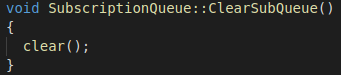 void SubscriptionQueue::ClearSubQueue()
{
  clear();
}